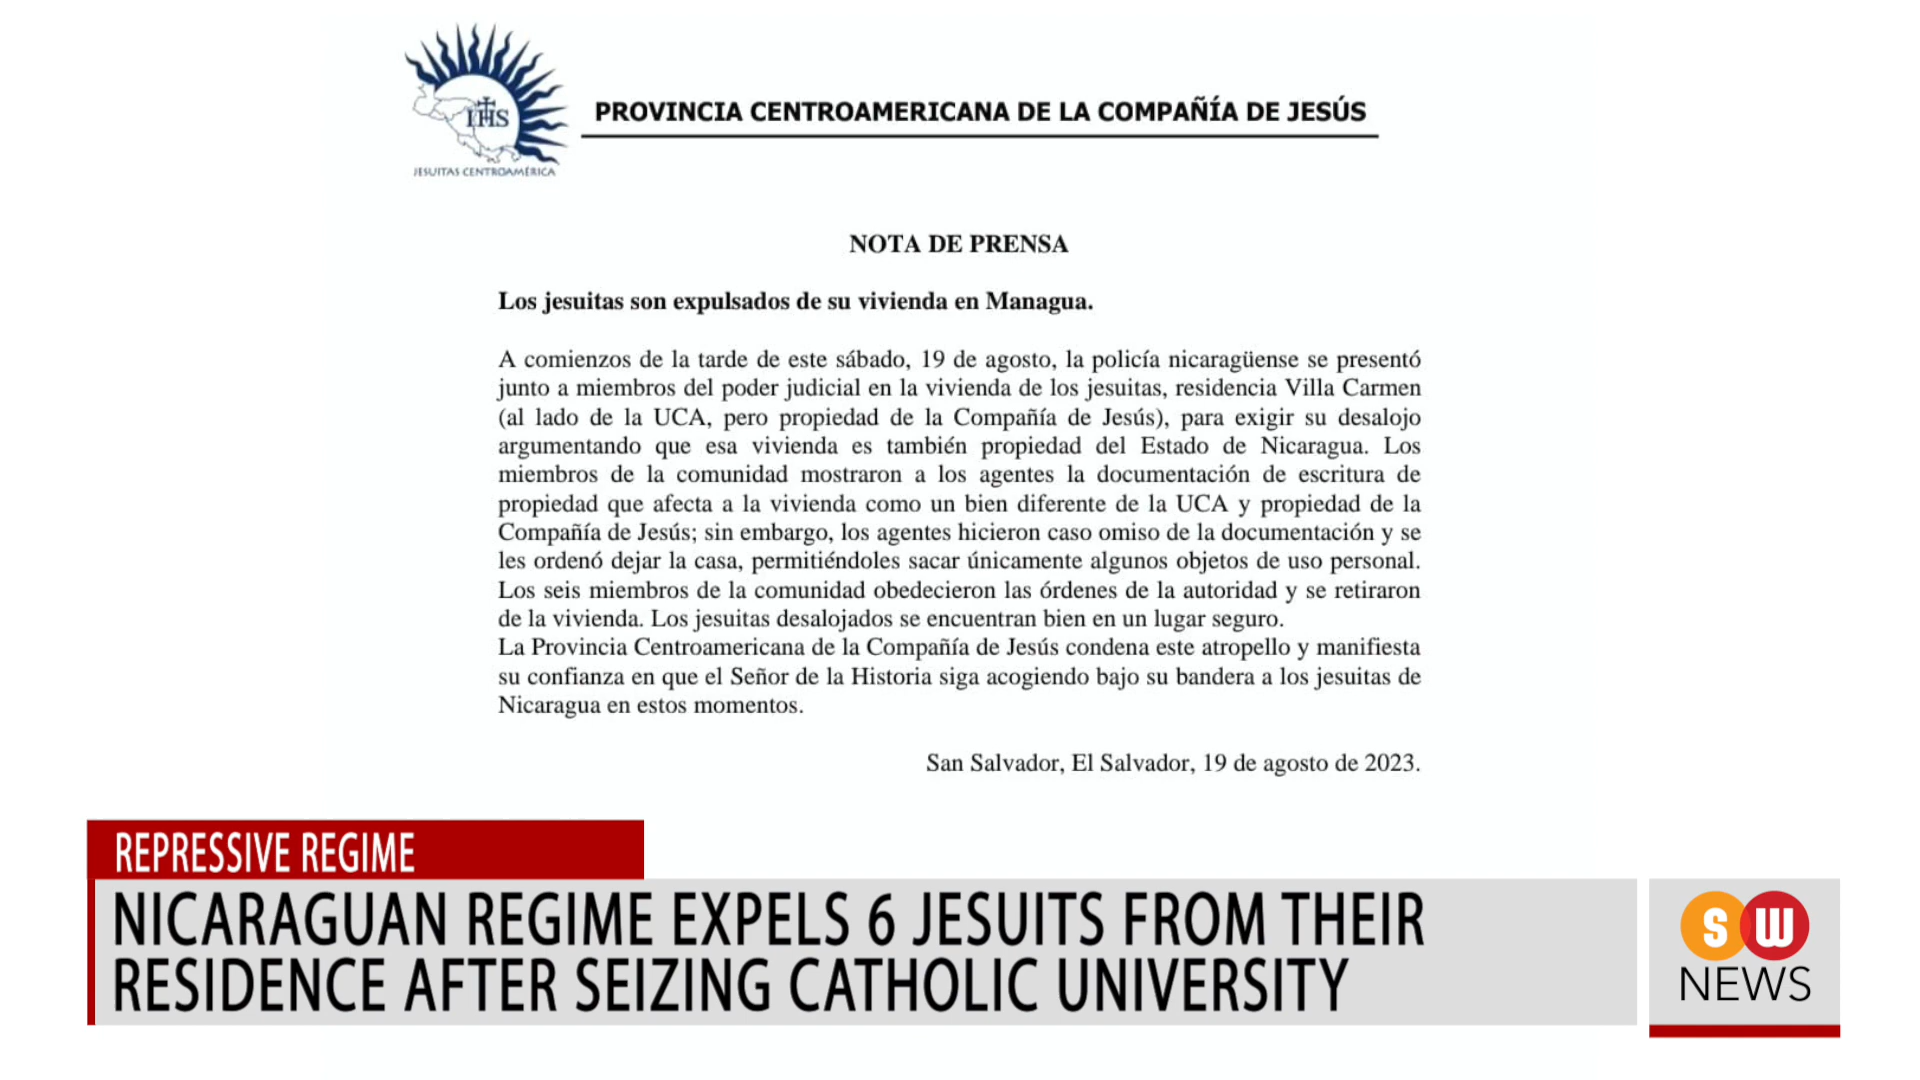 IHS
JESUITAS CENTROAMÉRICA
PROVINCIA CENTROAMERICANA DE LA COMPAÑÍA DE JESÚS
NOTA DE PRENSA
Los jesuitas son expulsados de su vivienda en Managua.
A comienzos de la tarde de este sábado, 19 de agosto, la policía nicaragüense se presentó
junto a miembros del poder judicial en la vivienda de los jesuitas, residencia Villa Carmen
(al lado de la UCA, pero propiedad de la Compañía de Jesús), para exigir su desalojo
argumentando que esa vivienda es también propiedad del Estado de Nicaragua. Los
miembros de la comunidad mostraron a los agentes la documentación de escritura de
propiedad que afecta a la vivienda como un bien diferente de la UCA y propiedad de la
Compañía de Jesús; sin embargo, los agentes hicieron caso omiso de la documentación y se
les ordenó dejar la casa, permitiéndoles sacar únicamente algunos objetos de uso personal.
Los seis miembros de la comunidad obedecieron las órdenes de la autoridad y se retiraron
de la vivienda. Los jesuitas desalojados se encuentran bien en un lugar seguro.
La Provincia Centroamericana de la Compañía de Jesús condena este atropello y manifiesta
su confianza en que el Señor de la Historia siga acogiendo bajo su bandera a los jesuitas de
Nicaragua en estos momentos.
San Salvador, El Salvador, 19 de agosto de 2023.
REPRESSIVE REGIME
NICARAGUAN REGIME EXPELS 6 JESUITS FROM THEIR
RESIDENCE AFTER SEIZING CATHOLIC UNIVERSITY
SW
NEWS